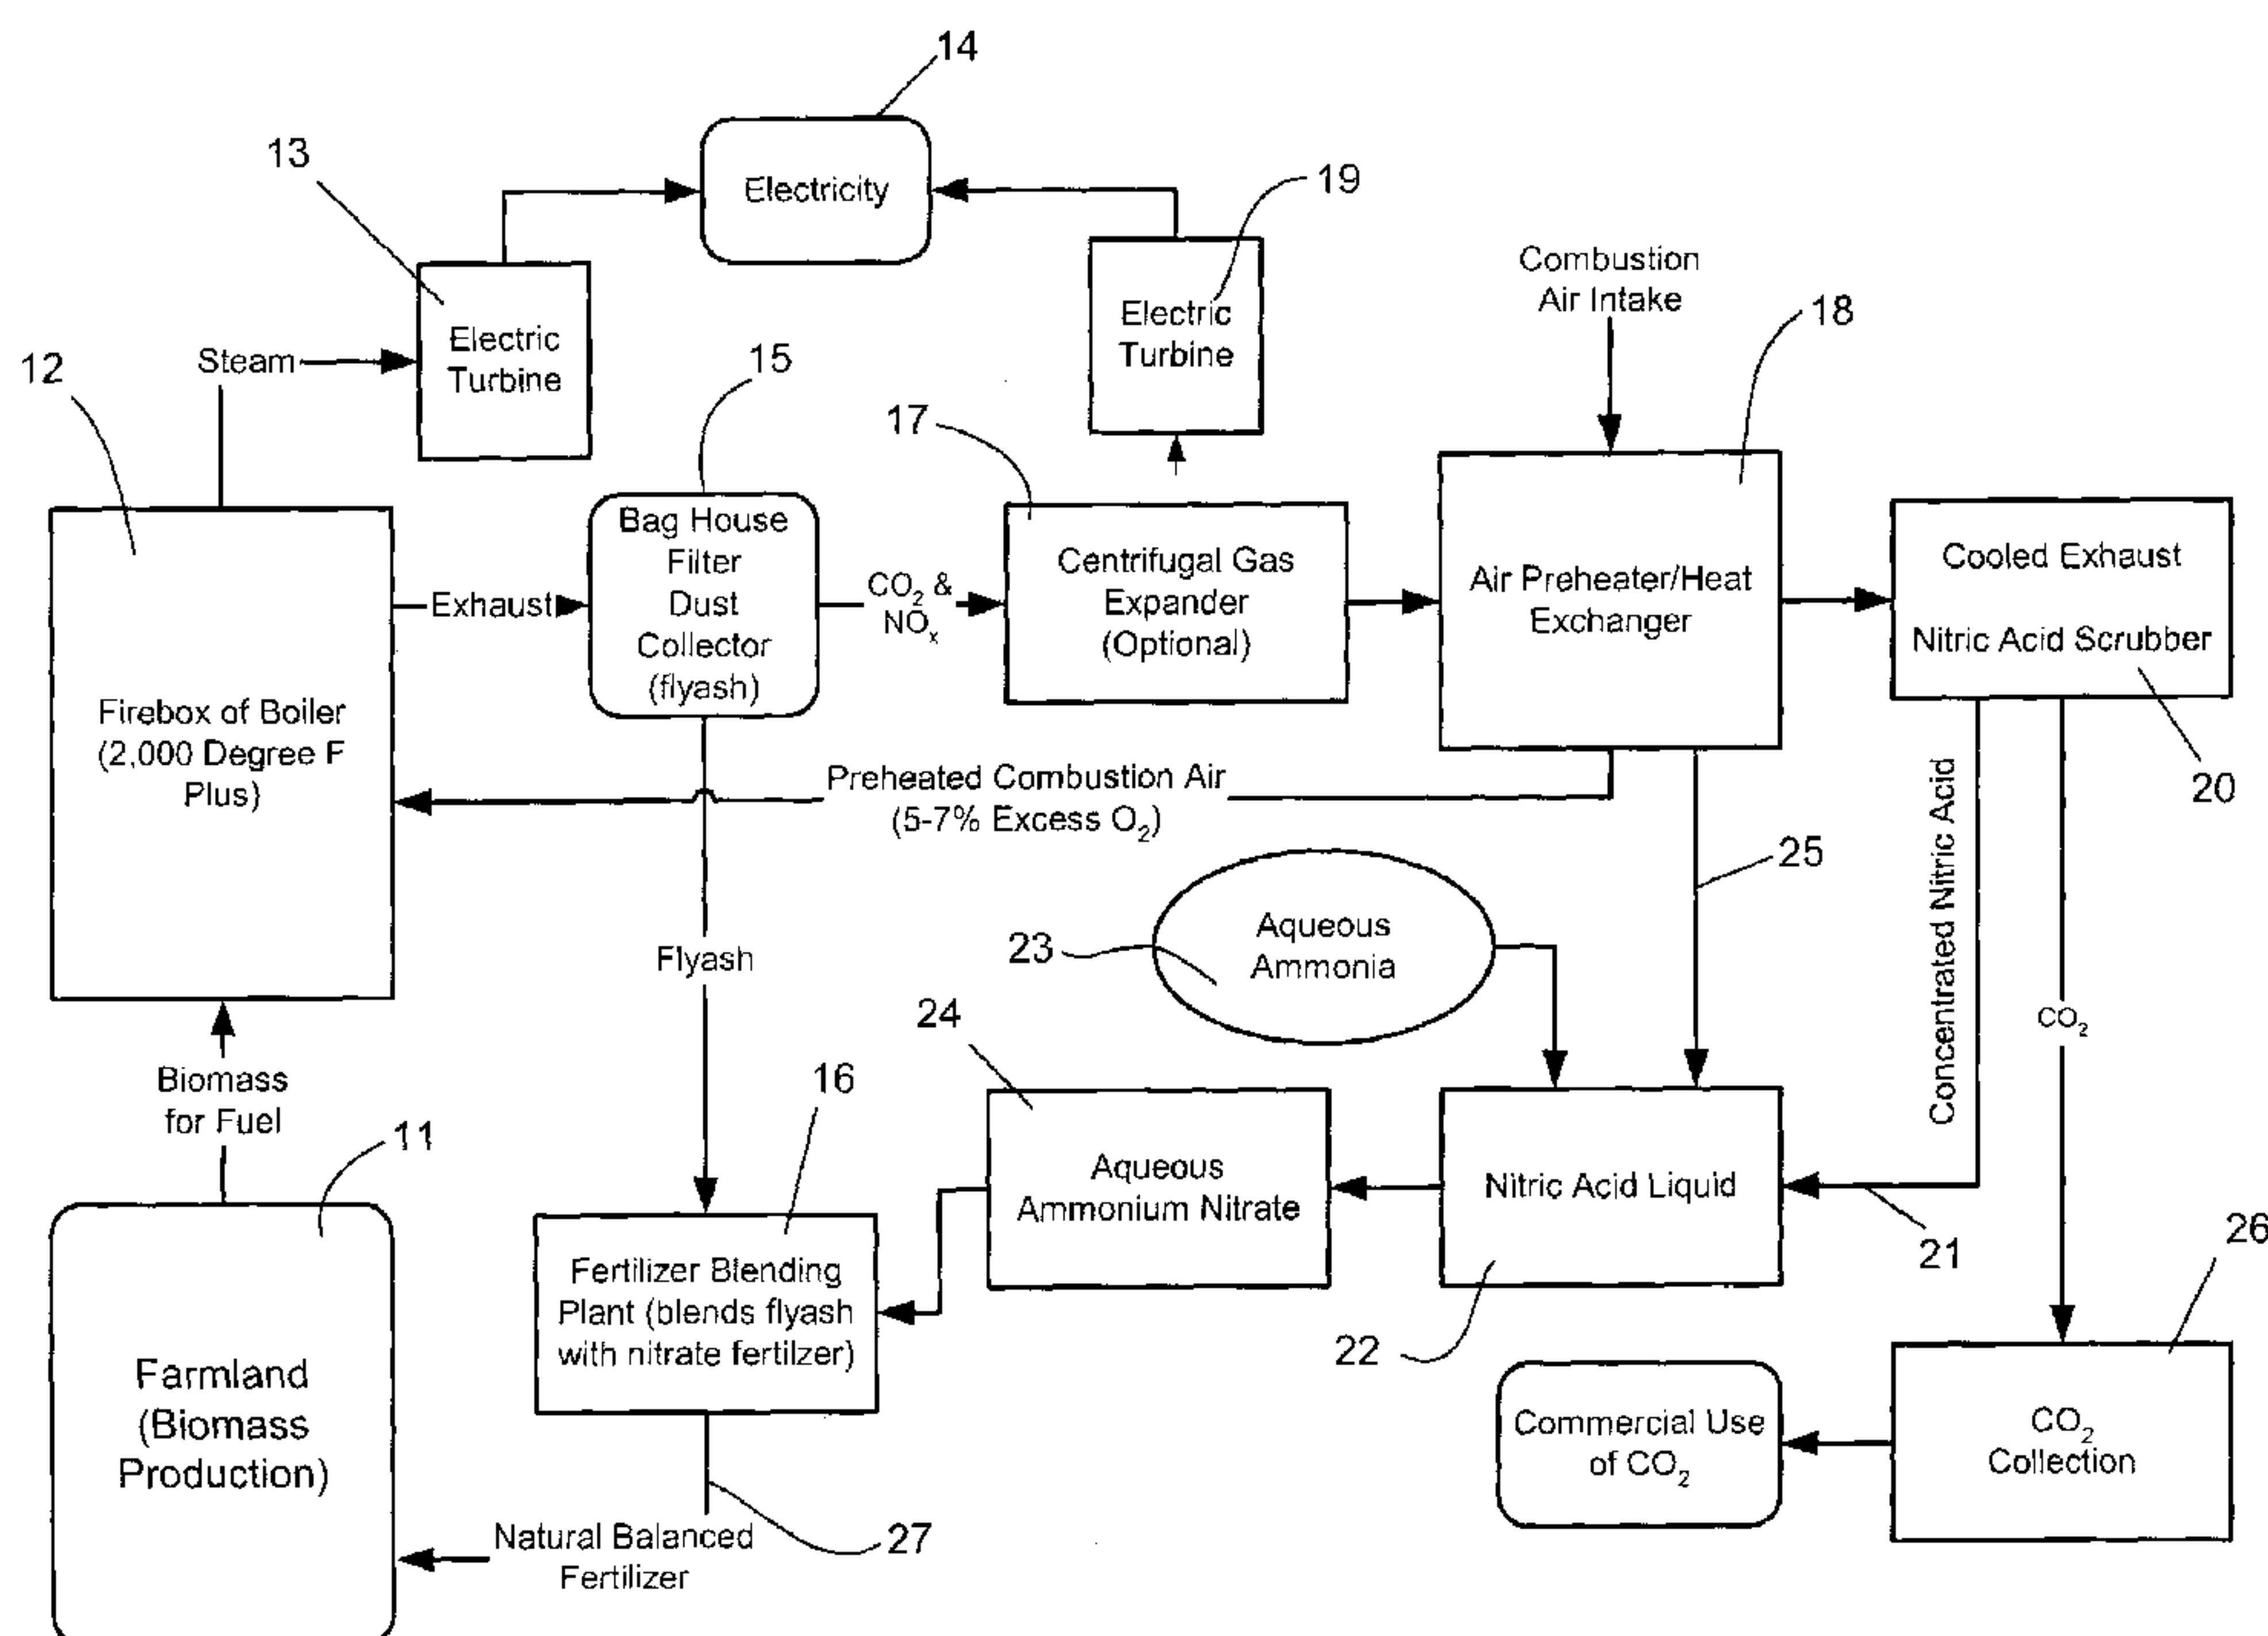 14
13
Electricity
19
Combustion
Air Intake
18
Electric
Turbine
12
Steam
Electric
Turbine
15
17
Bag House
Filter
Dust
Collector
(flyash)
Exhaust
CO₂ &
NOₓ
Centrifugal Gas
Expander
(Optional)
Air Preheater/Heat
Exchanger
Cooled Exhaust
Nitric Acid Scrubber
20
Firebox of Boiler
(2,000 Degree F
Plus)
Preheated Combustion Air
(5-7% Excess O₂)
Concentrated Nitric Acid
25
Aqueous
Ammonia
23
Flyash
24
CO₂
Biomass
for Fuel
16
11
Aqueous
Ammonium Nitrate
Nitric Acid Liquid
21
26
22
Fertilizer Blending
Plant (blends flyash
with nitrate fertilzer)
Farmland
(Biomass
Production)
Commercial Use
of CO₂
CO₂
Collection
Natural Balanced
Fertilizer
27